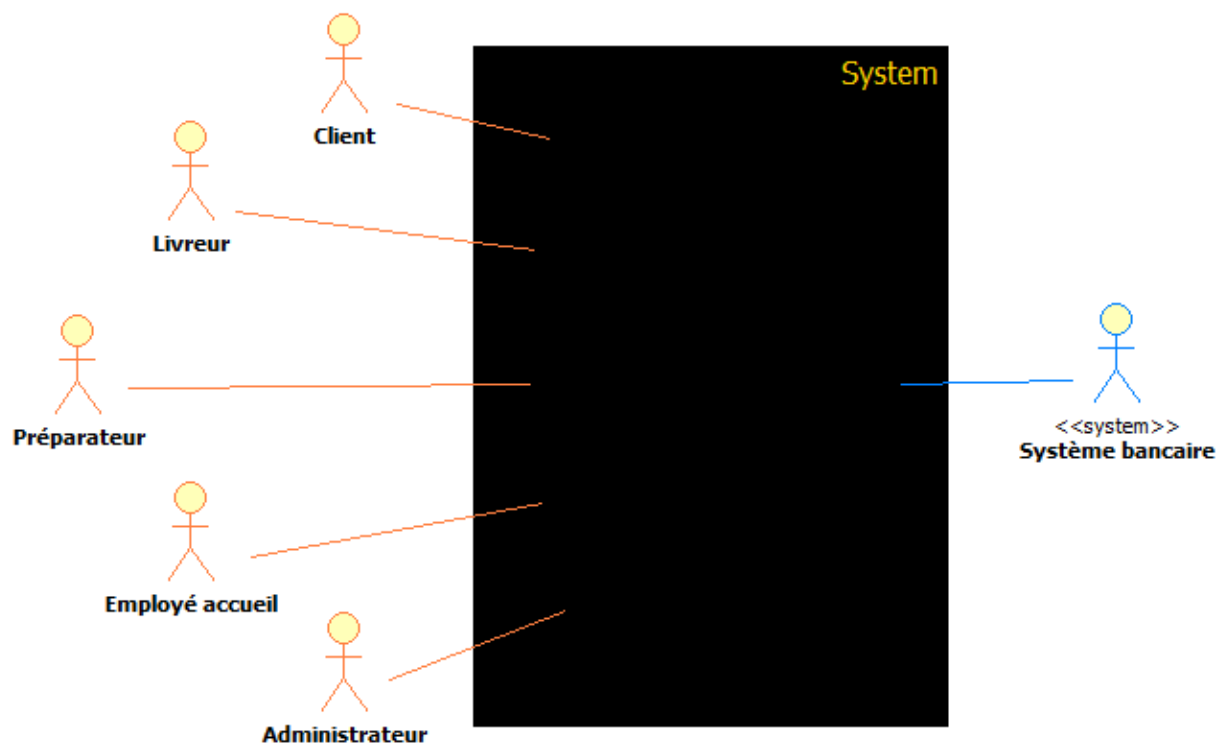 System
Client
Livreur
Préparateur
<<system>>
Système bancaire
Employé accueil
Administrateur